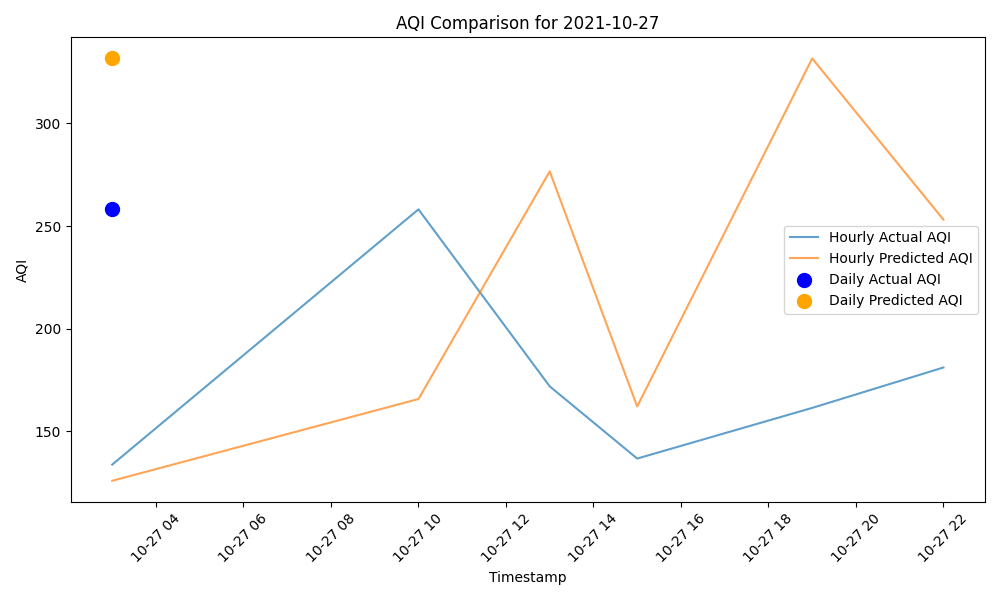 AQI Comparison for 2021-10-27
AQI
300
250
200
150
Hourly Actual AQI
Hourly Predicted AQI
Daily Actual AQI
Daily Predicted AQI
10-27 04
10-27 06
10-27 08
10-27 10
10-27 12
10-27 14
10-27 16
10-27 18
10-27 20
10-27 22
Timestamp